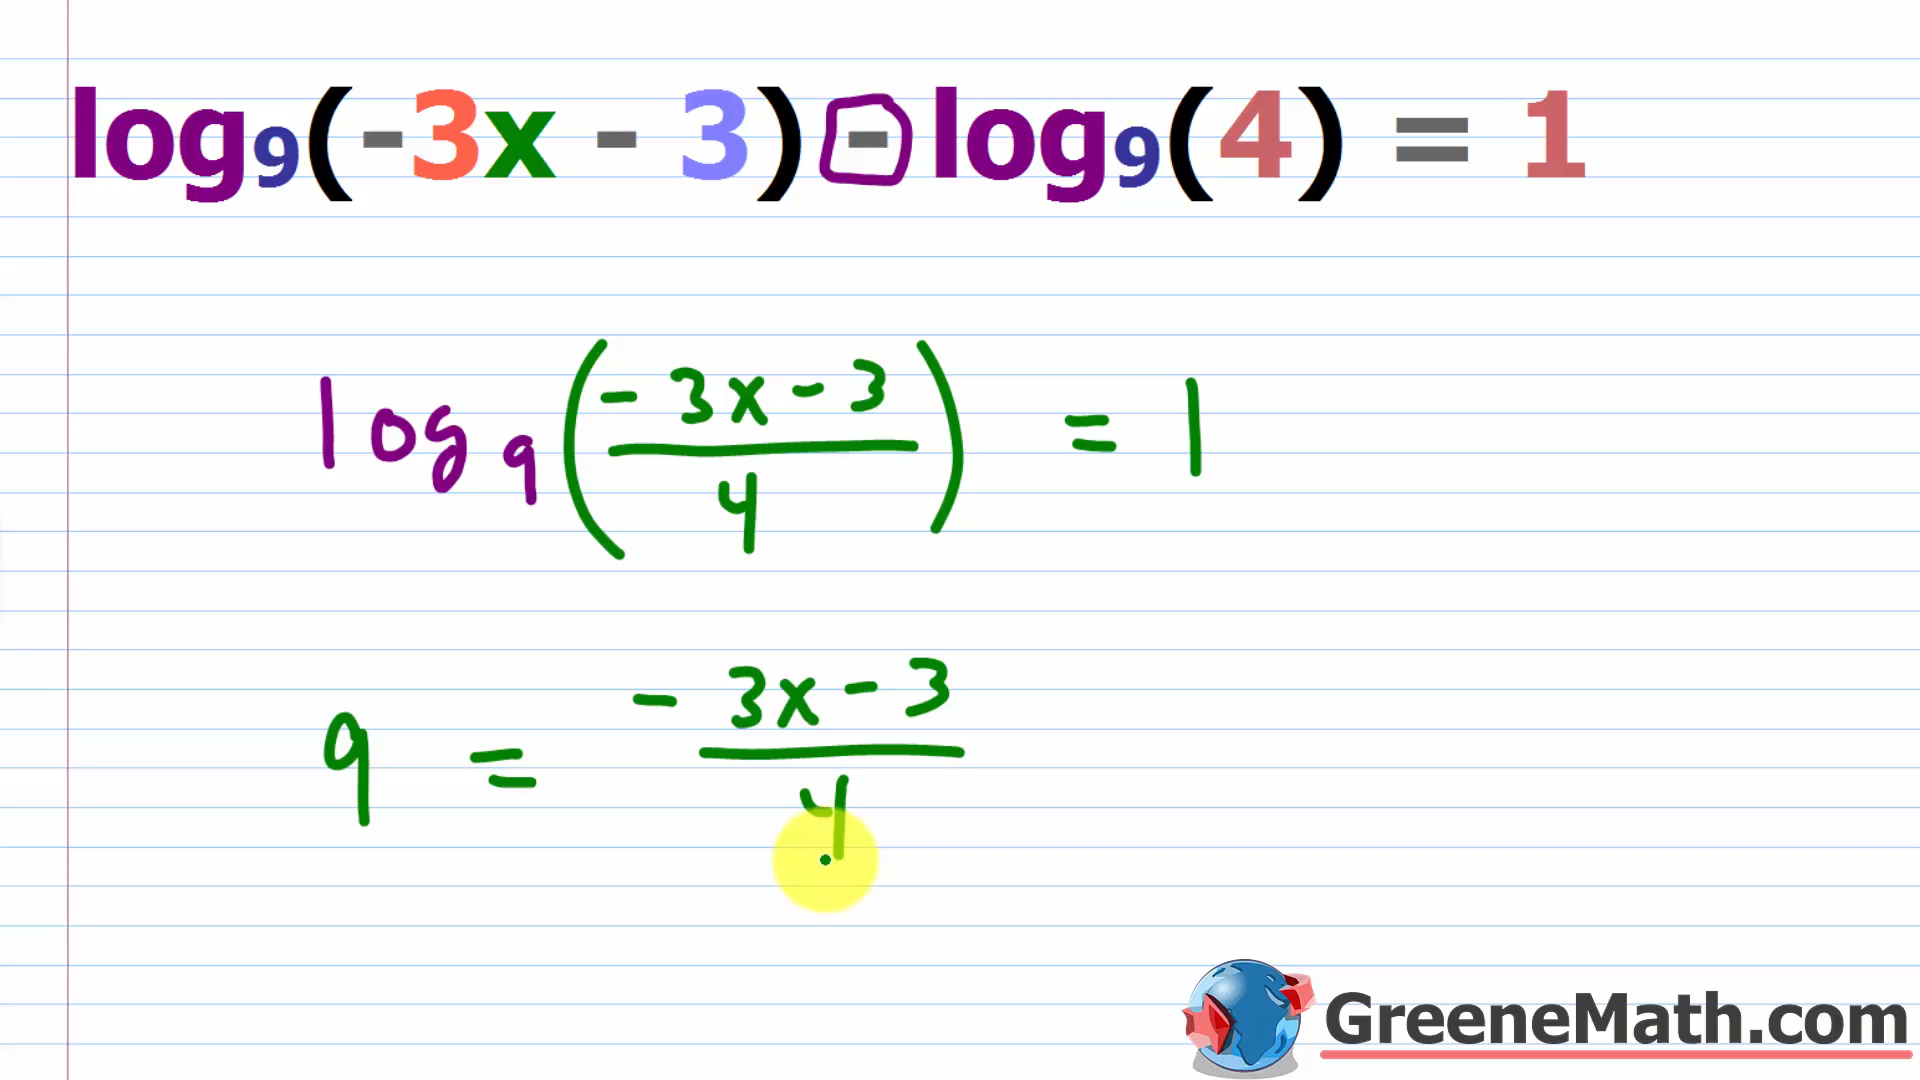 log₉(-3x - 3) - log₉(4) = 1
log₉((-3x-3)/4) = 1
9 = (-3x-3)/4
GreeneMath.com